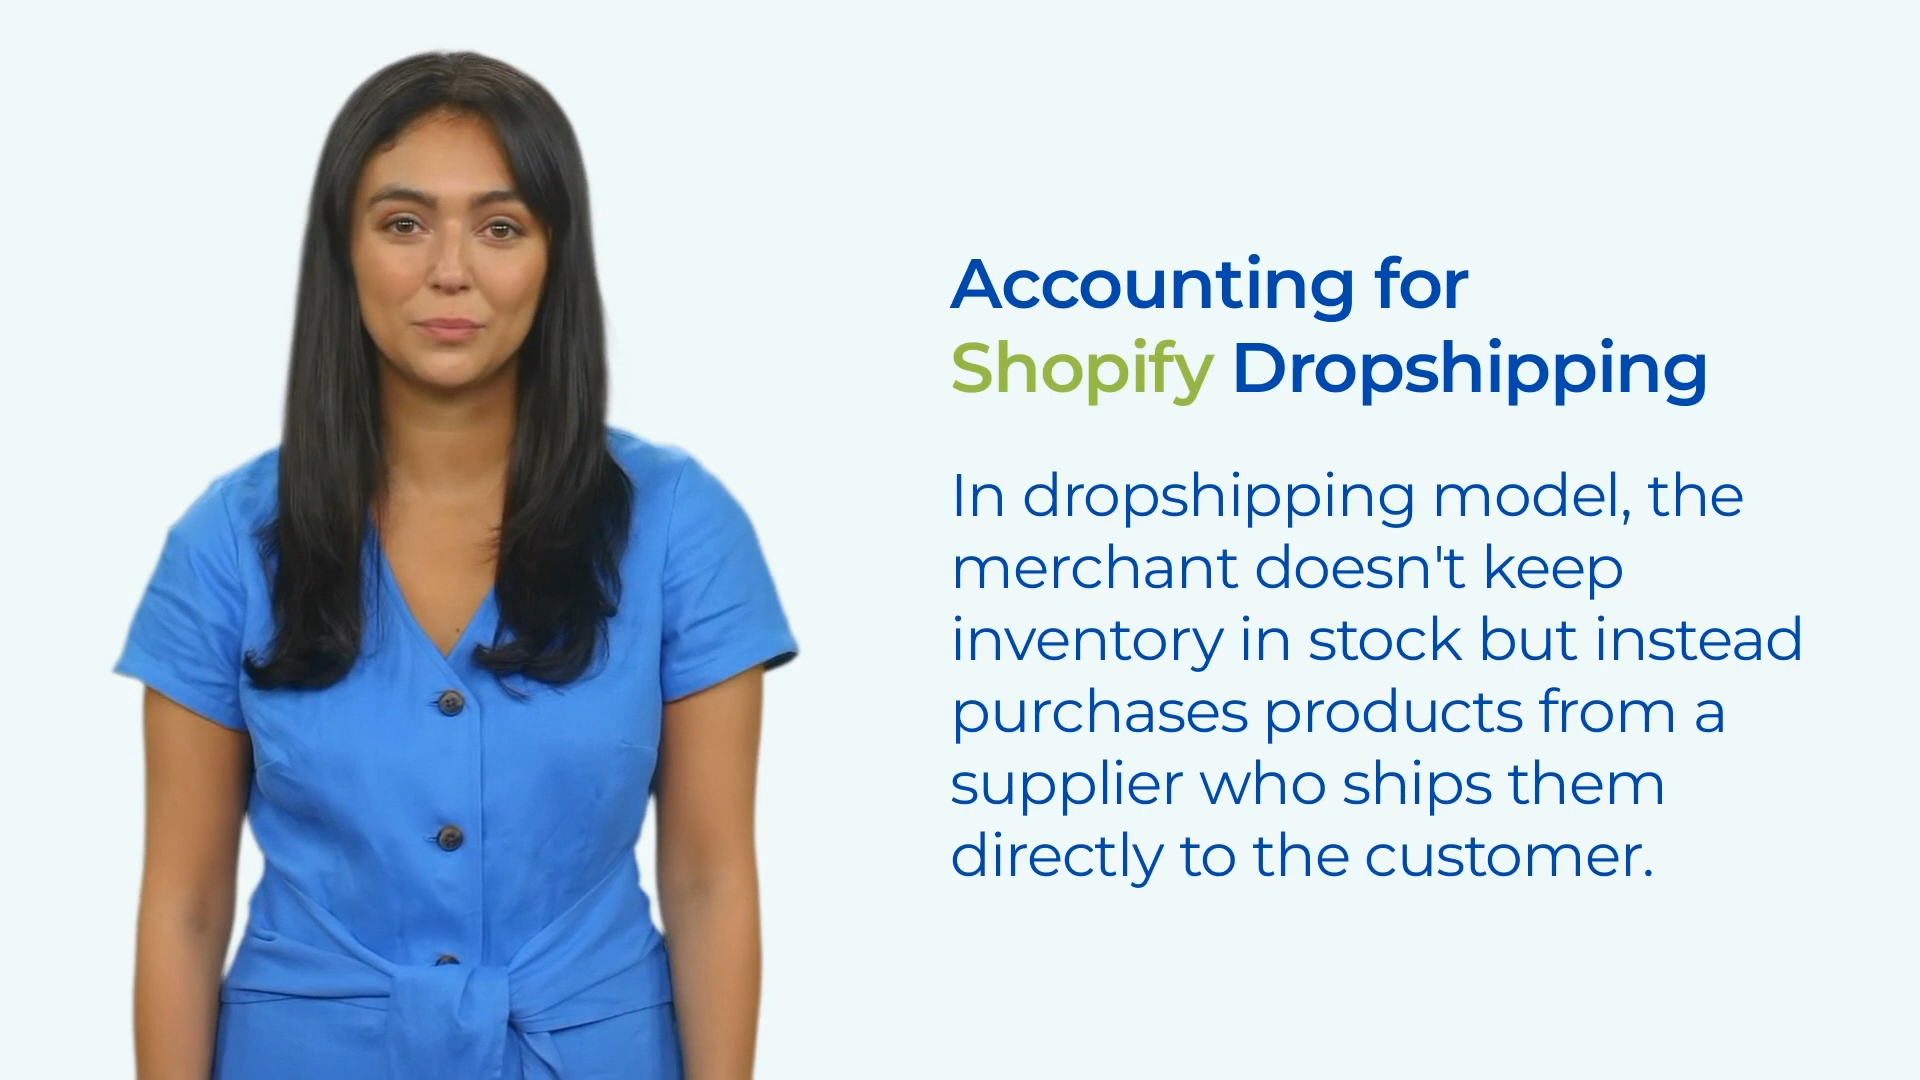 Accounting for
Shopify Dropshipping
In dropshipping model, the
merchant doesn't keep
inventory in stock but instead
purchases products from a
supplier who ships them
directly to the customer.